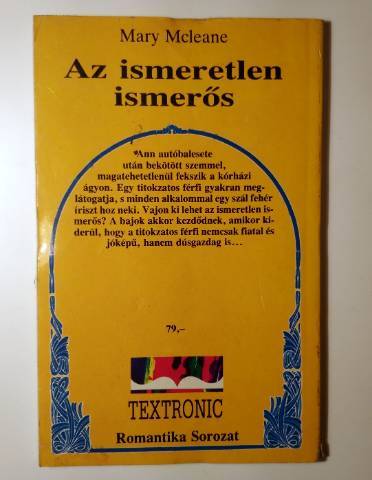 Mary Mcleane
Az ismeretlen
ismerős
*Ann autóbalesete
után bekötött szemmel,
magatehetetlenül fekszik a kórházi
ágyon. Egy titokzatos férfi gyakran meg-
látogatja, s minden alkalommal egy szál fehér
íriszt hoz neki. Vajon ki lehet az ismeretlen is-
merős? A bajok akkor kezdődnek, amikor ki-
derül, hogy a titokzatos férfi nemcsak fiatal és
jóképű, hanem dúsgazdag is...
79,–
TEXTRONIC
Romantika Sorozat